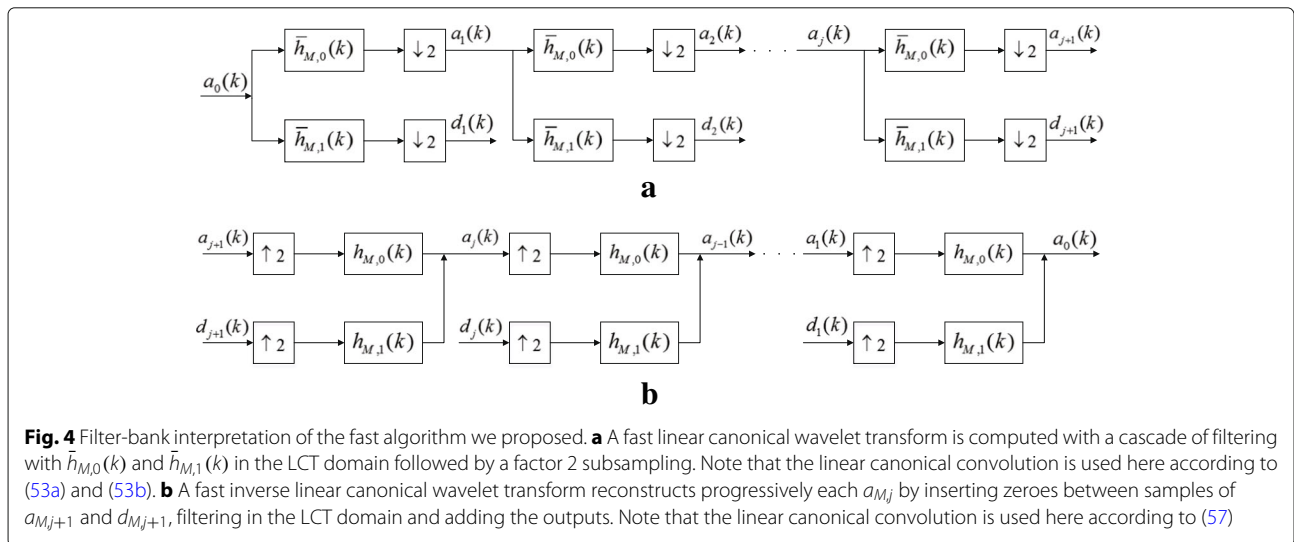 h̄_{M,0}(k) ↓2 a_1(k) h̄_{M,0}(k) ↓2 a_2(k) · · · a_j(k) h̄_{M,0}(k) ↓2 a_{j+1}(k)
a_0(k)
h̄_{M,1}(k) ↓2 d_1(k) h̄_{M,1}(k) ↓2 d_2(k) h̄_{M,1}(k) ↓2 d_{j+1}(k)
a
a_{j+1}(k) ↑2 h_{M,0}(k) a_j(k) ↑2 h_{M,0}(k) a_{j-1}(k) · · · a_1(k) ↑2 h_{M,0}(k) a_0(k)
d_{j+1}(k) ↑2 h_{M,1}(k) d_j(k) ↑2 h_{M,1}(k) d_1(k) ↑2 h_{M,1}(k)
b
Fig. 4 Filter-bank interpretation of the fast algorithm we proposed. a A fast linear canonical wavelet transform is computed with a cascade of filtering
with h̄_{M,0}(k) and h̄_{M,1}(k) in the LCT domain followed by a factor 2 subsampling. Note that the linear canonical convolution is used here according to
(53a) and (53b). b A fast inverse linear canonical wavelet transform reconstructs progressively each a_{M,j} by inserting zeroes between samples of
a_{M,j+1} and d_{M,j+1}, filtering in the LCT domain and adding the outputs. Note that the linear canonical convolution is used here according to (57)